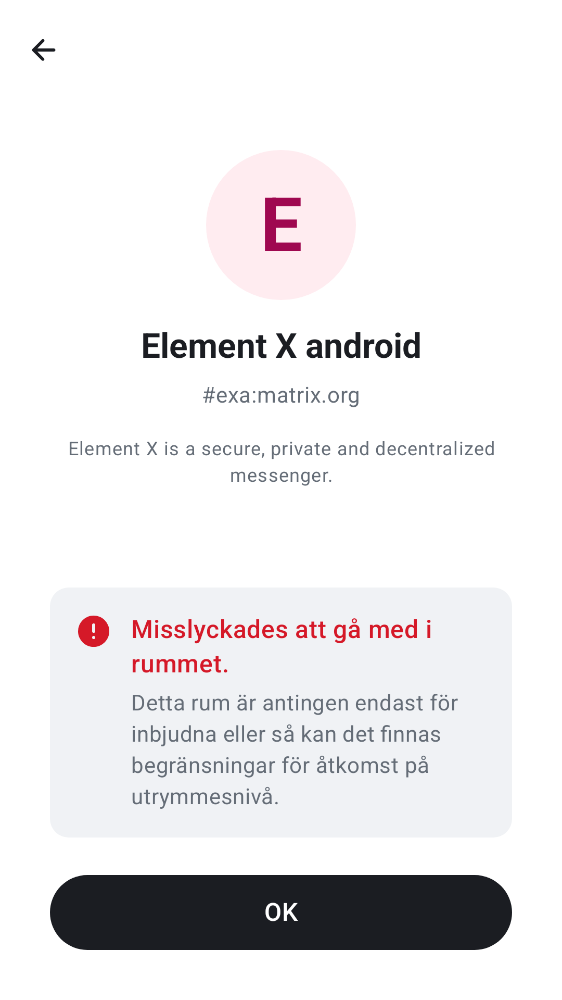 E
Element X android
#exa:matrix.org
Element X is a secure, private and decentralized
messenger.
Misslyckades att gå med i
rummet.
Detta rum är antingen endast för
inbjudna eller så kan det finnas
begränsningar för åtkomst på
utrymmesnivå.
OK